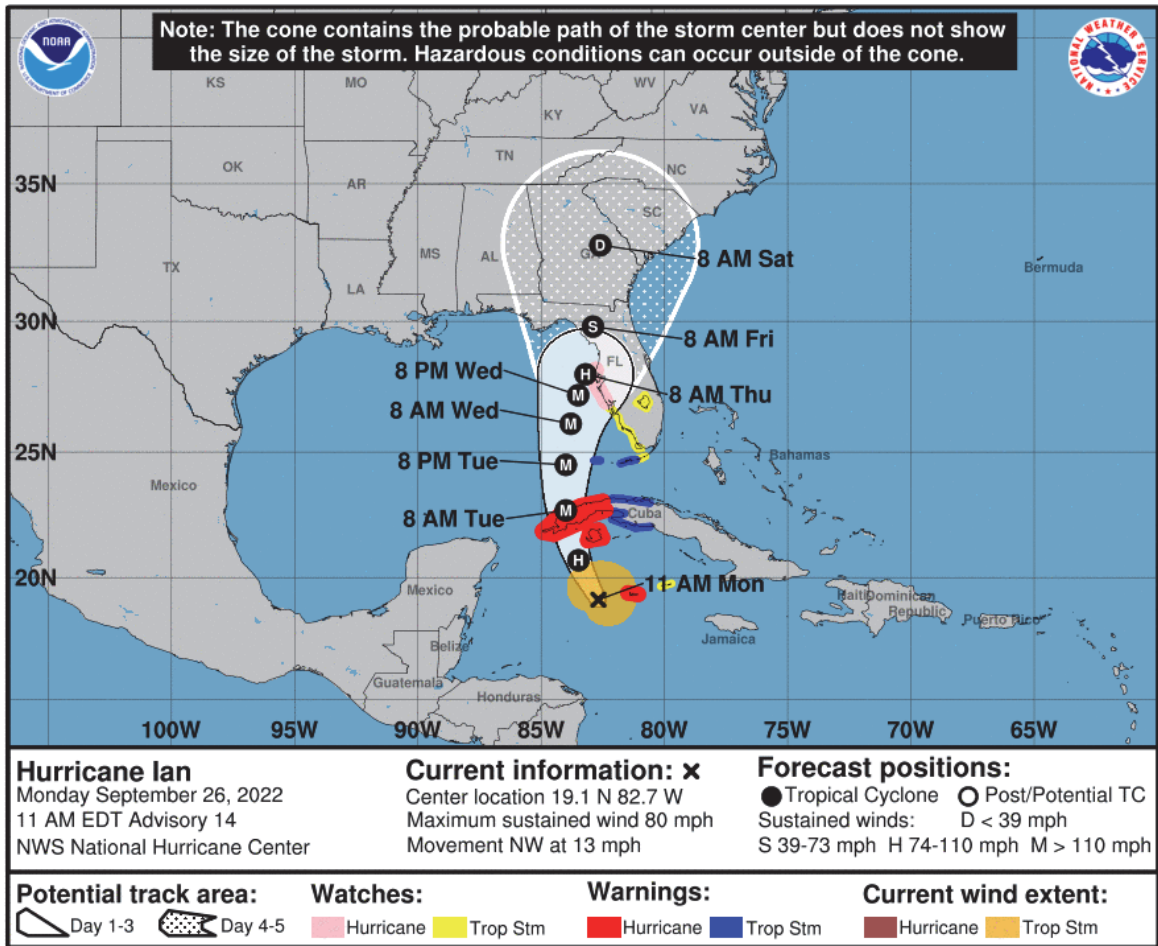 Note: The cone contains the probable path of the storm center but does not show
the size of the storm. Hazardous conditions can occur outside of the cone.
NOAA
NATIONAL WEATHER SERVICE
KS
MO
WV
VA
KY
OK
TN
NC
35N
AR
SC
MS
AL
G
8 AM Sat
TX
LA
Bermuda
30N
8 AM Fri
FL
8 PM Wed
8 AM Thu
8 AM Wed
25N
8 PM Tue
Bahamas
Mexico
8 AM Tue
Cuba
20N
11 AM Mon
Mexico
Haiti
Dominican
Republic
Puerto Rico
Jamaica
Belize
Guatemala
Honduras
D
S
H
M
M
M
M
H
100W 95W 90W 85W 80W 75W 70W 65W
Hurricane Ian
Monday September 26, 2022
11 AM EDT Advisory 14
NWS National Hurricane Center
Current information: x
Center location 19.1 N 82.7 W
Maximum sustained wind 80 mph
Movement NW at 13 mph
Forecast positions:
Tropical Cyclone Post/Potential TC
Sustained winds: D < 39 mph
S 39-73 mph H 74-110 mph M > 110 mph
Potential track area:
Day 1-3 Day 4-5
Watches:
Hurricane Trop Stm
Warnings:
Hurricane Trop Stm
Current wind extent:
Hurricane Trop Stm